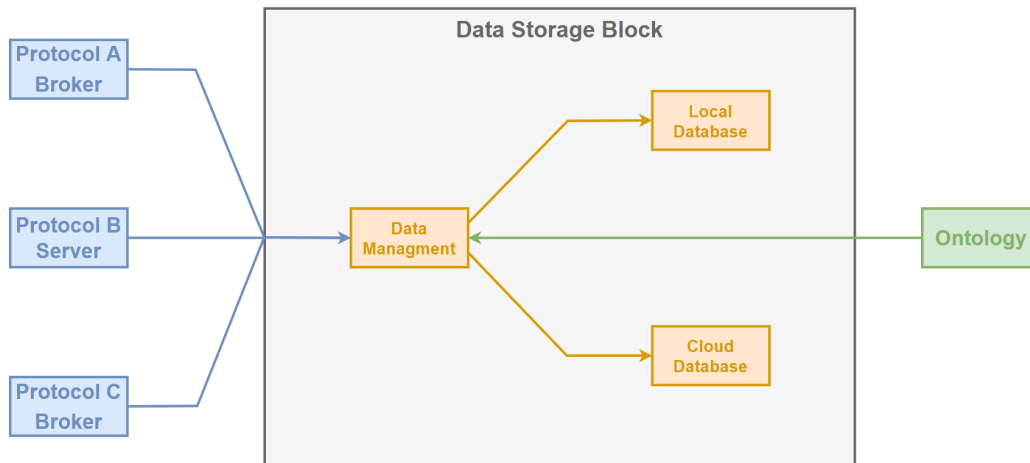 Data Storage Block
Protocol A
Broker
Local
Database
Protocol B
Server
Data
Managment
Ontology
Cloud
Database
Protocol C
Broker